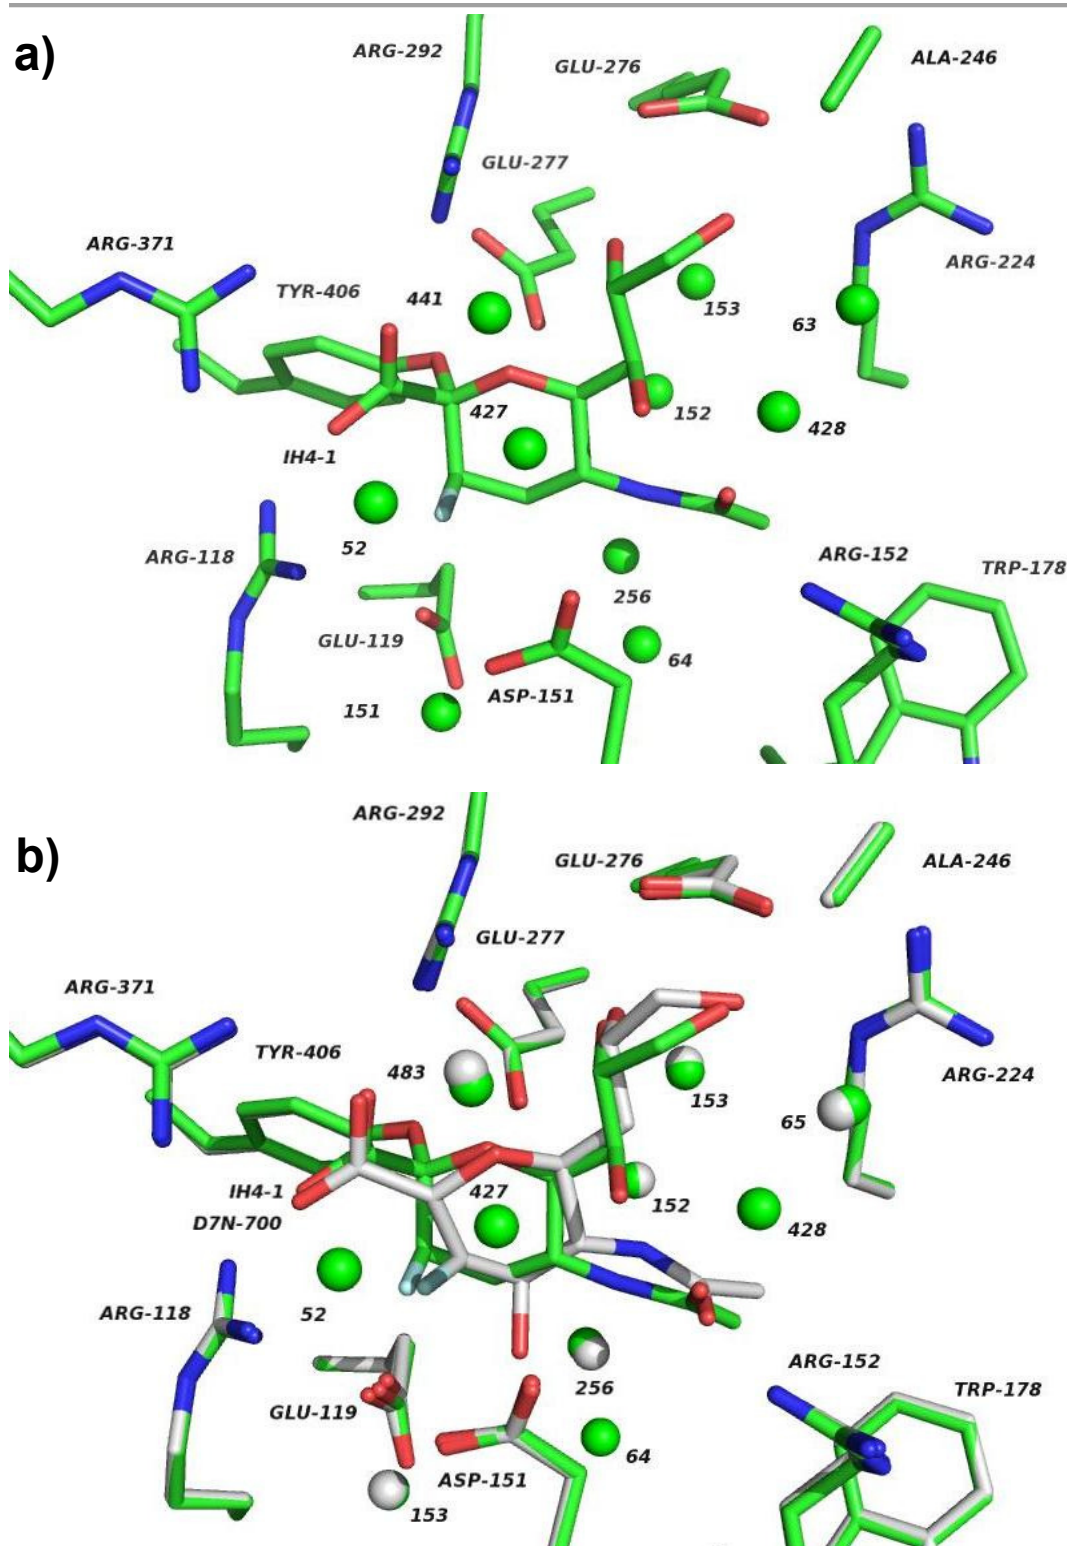 a)
ARG-292
GLU-276
ALA-246
GLU-277
ARG-371
TYR-406
441
153
63
ARG-224
427
152
428
IH4-1
52
ARG-118
256
ARG-152
TRP-178
GLU-119
64
ASP-151
151
b)
ARG-292
GLU-276
ALA-246
GLU-277
ARG-371
TYR-406
483
153
65
ARG-224
IH4-1
427
152
D7N-700
428
52
ARG-118
256
ARG-152
TRP-178
GLU-119
64
ASP-151
153